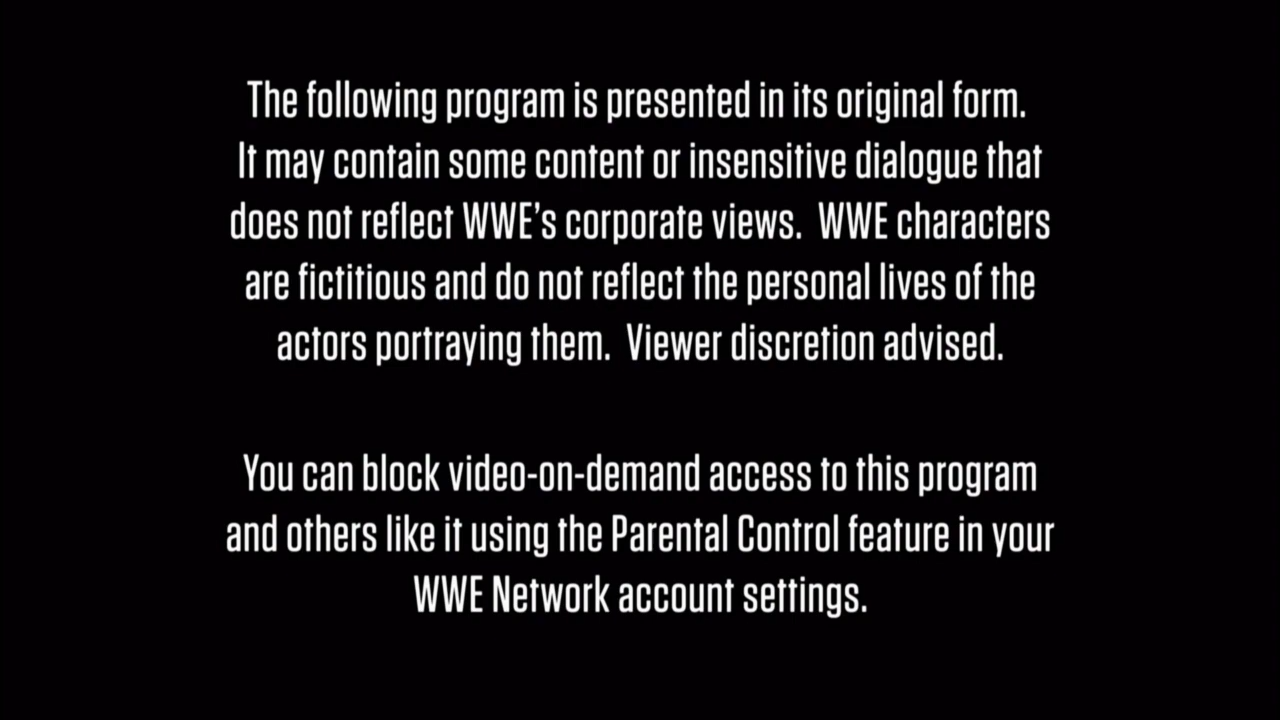 The following program is presented in its original form.
It may contain some content or insensitive dialogue that
does not reflect WWE’s corporate views.  WWE characters
are fictitious and do not reflect the personal lives of the
actors portraying them.  Viewer discretion advised.
You can block video-on-demand access to this program
and others like it using the Parental Control feature in your
WWE Network account settings.